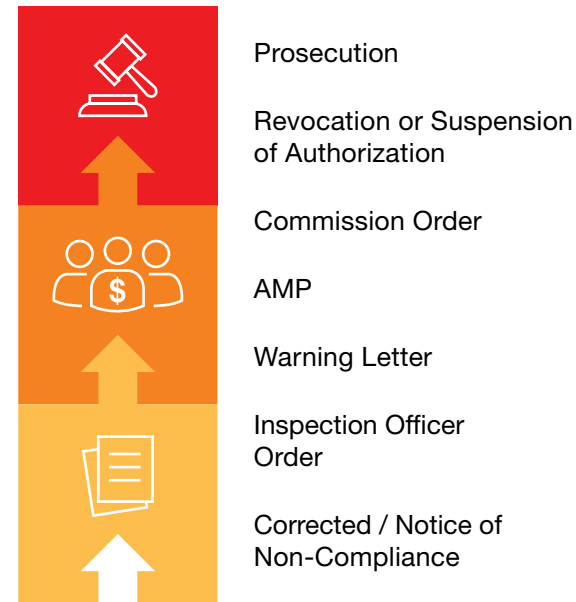 Prosecution
Revocation or Suspension
of Authorization
Commission Order
$
AMP
Warning Letter
Inspection Officer
Order
Corrected / Notice of
Non-Compliance